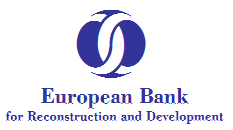 European Bank
for Reconstruction and Development